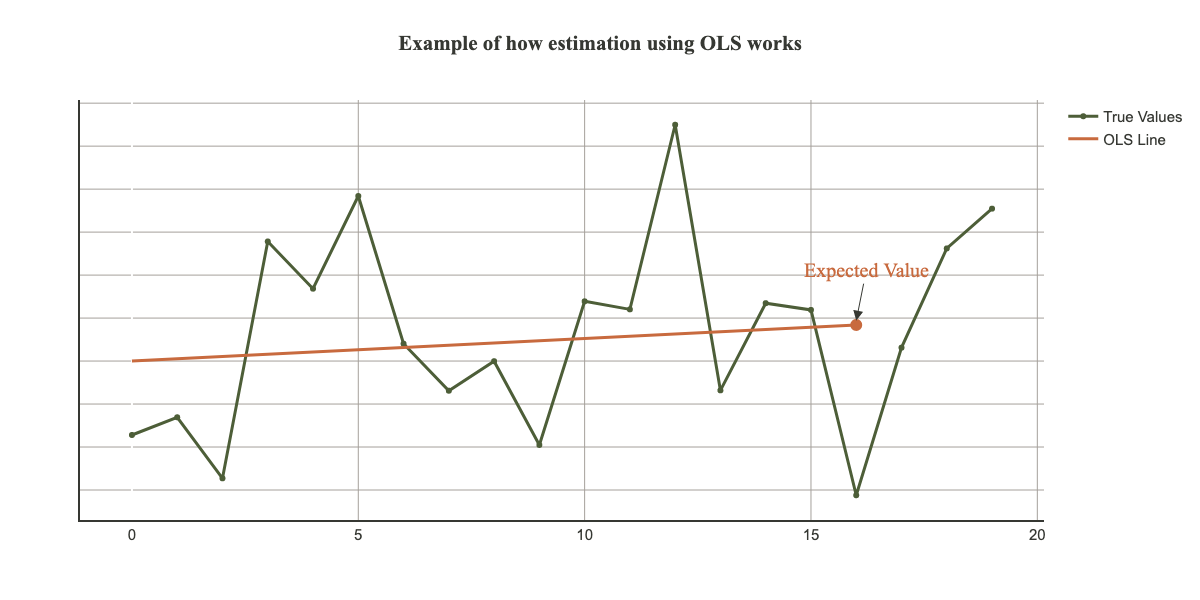 Example of how estimation using OLS works
True Values
OLS Line
Expected Value
0
5
10
15
20